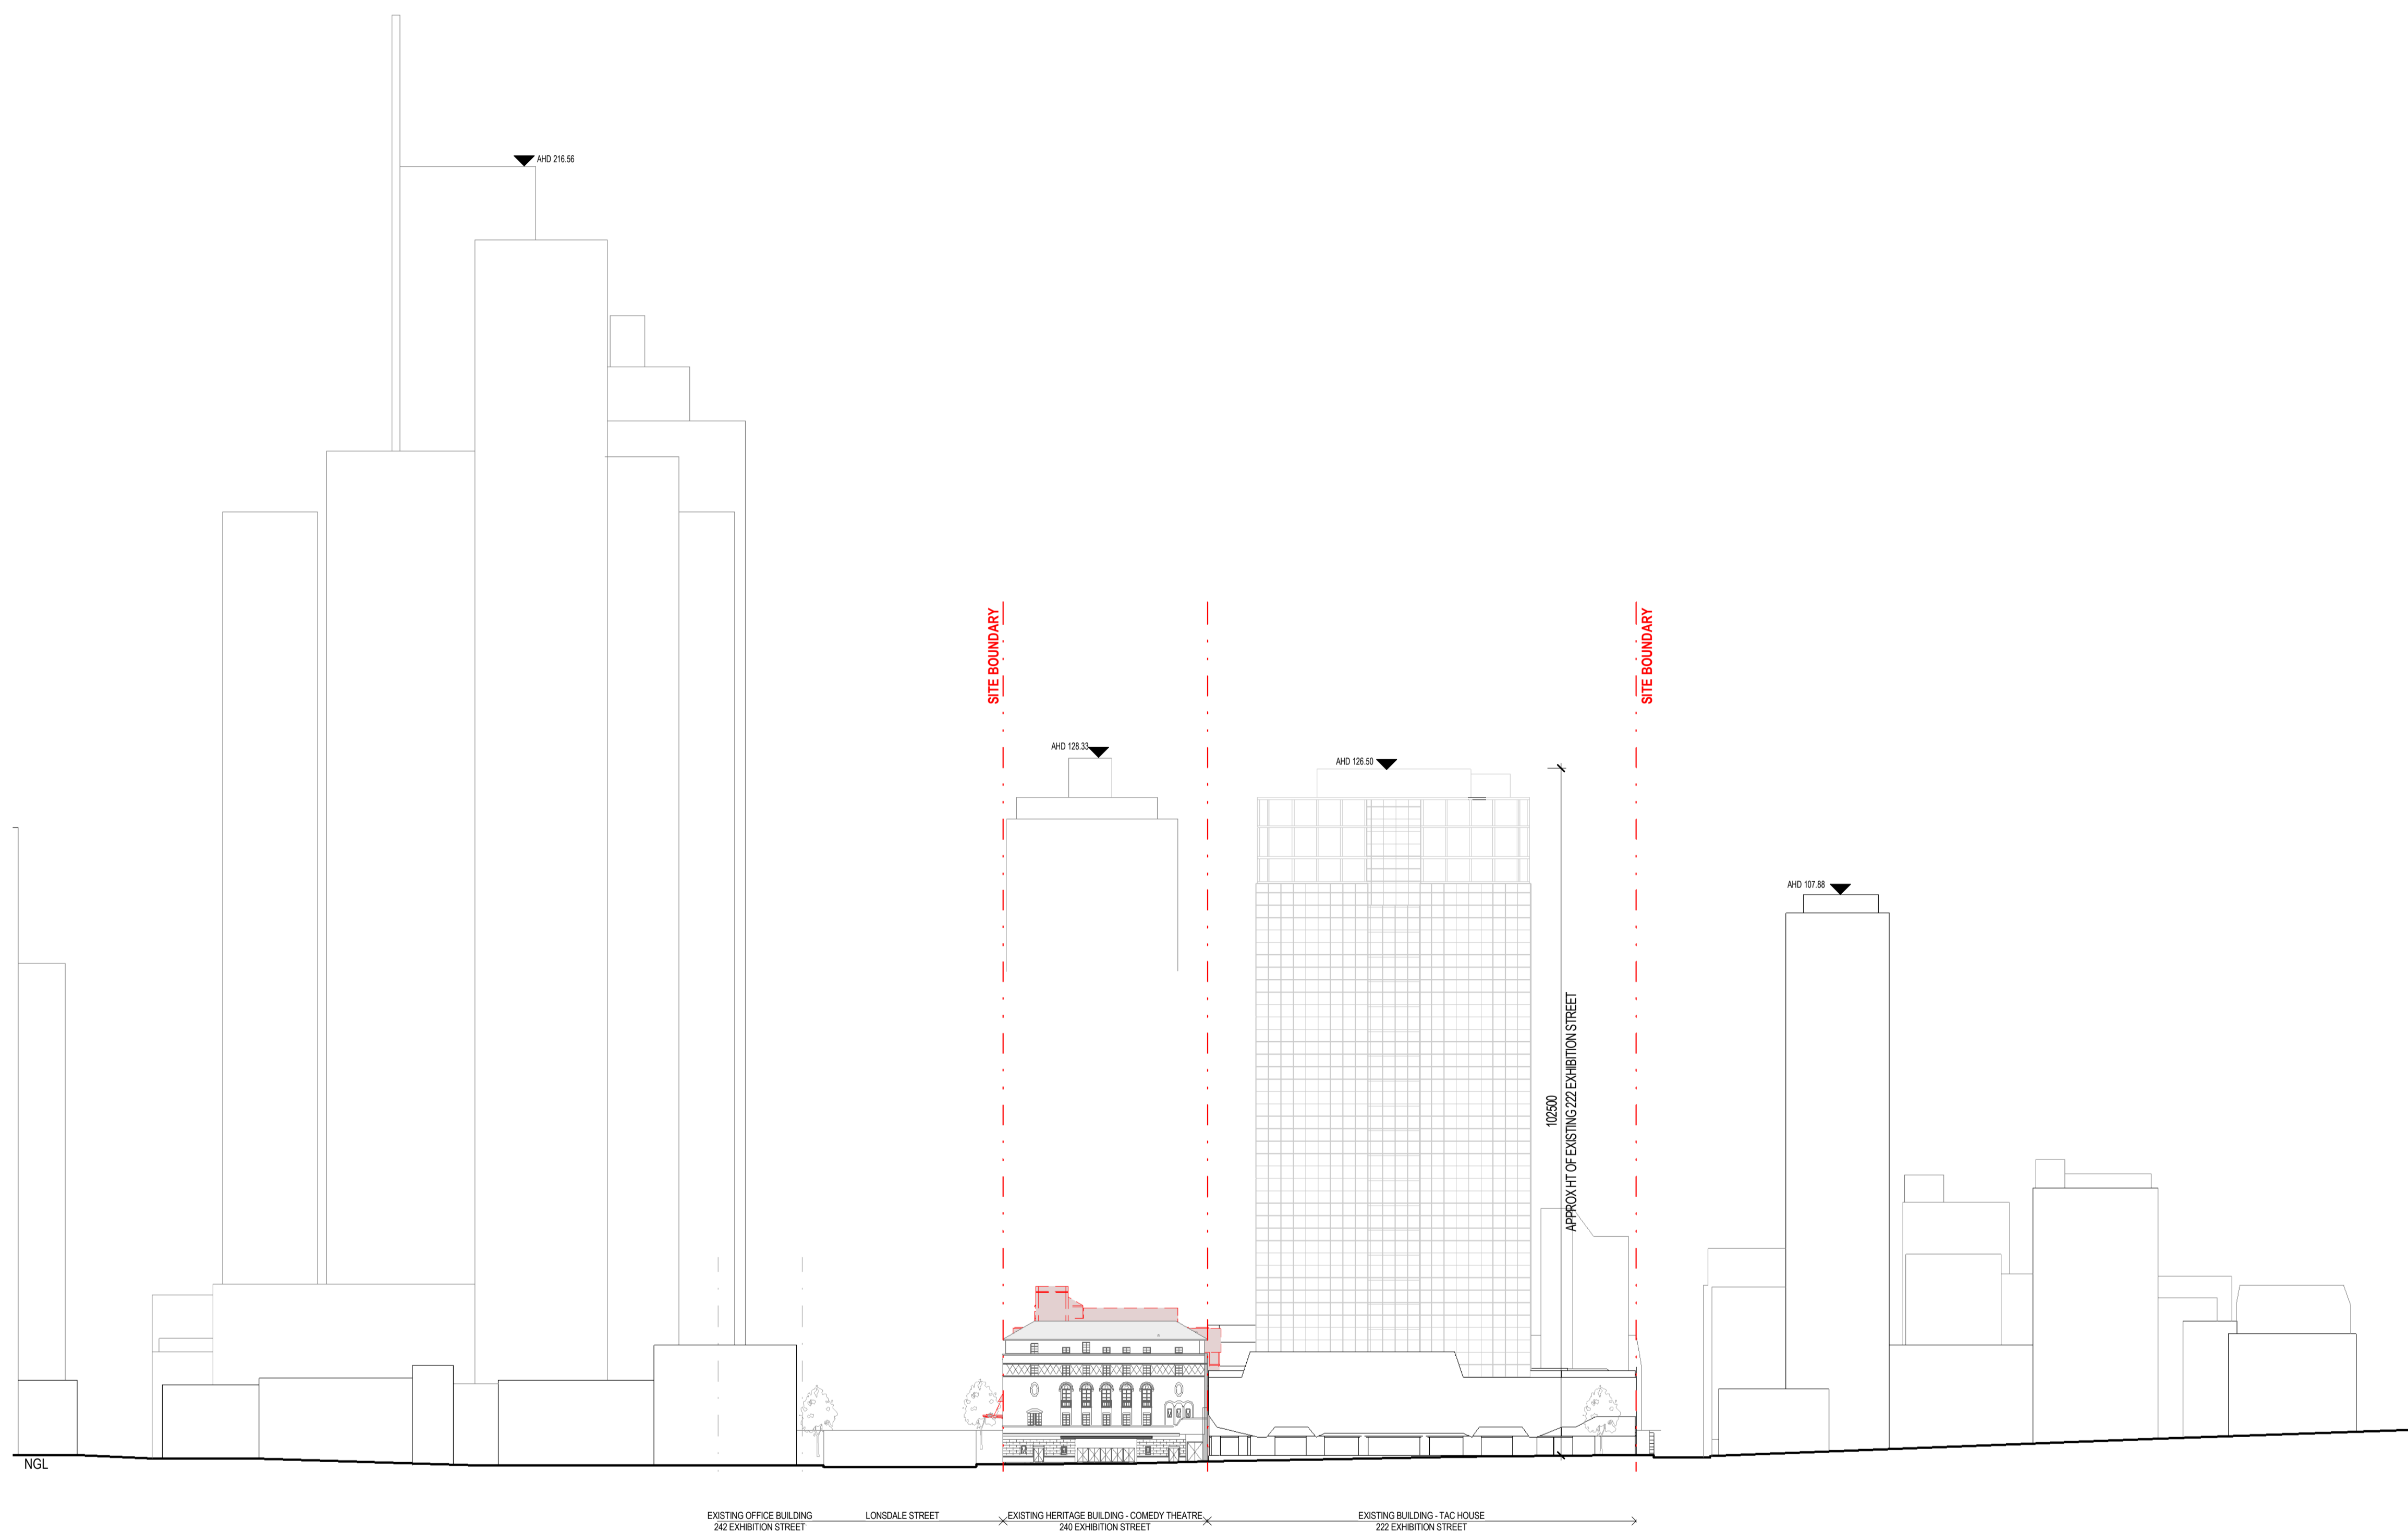 AHD 216.56
SITE BOUNDARY
SITE BOUNDARY
AHD 128.33
AHD 126.50
AHD 107.88
102500
APPROX HT OF EXISTING 222 EXHIBITION STREET
NGL
EXISTING OFFICE BUILDING
242 EXHIBITION STREET
LONSDALE STREET
EXISTING HERITAGE BUILDING - COMEDY THEATRE
240 EXHIBITION STREET
EXISTING BUILDING - TAC HOUSE
222 EXHIBITION STREET